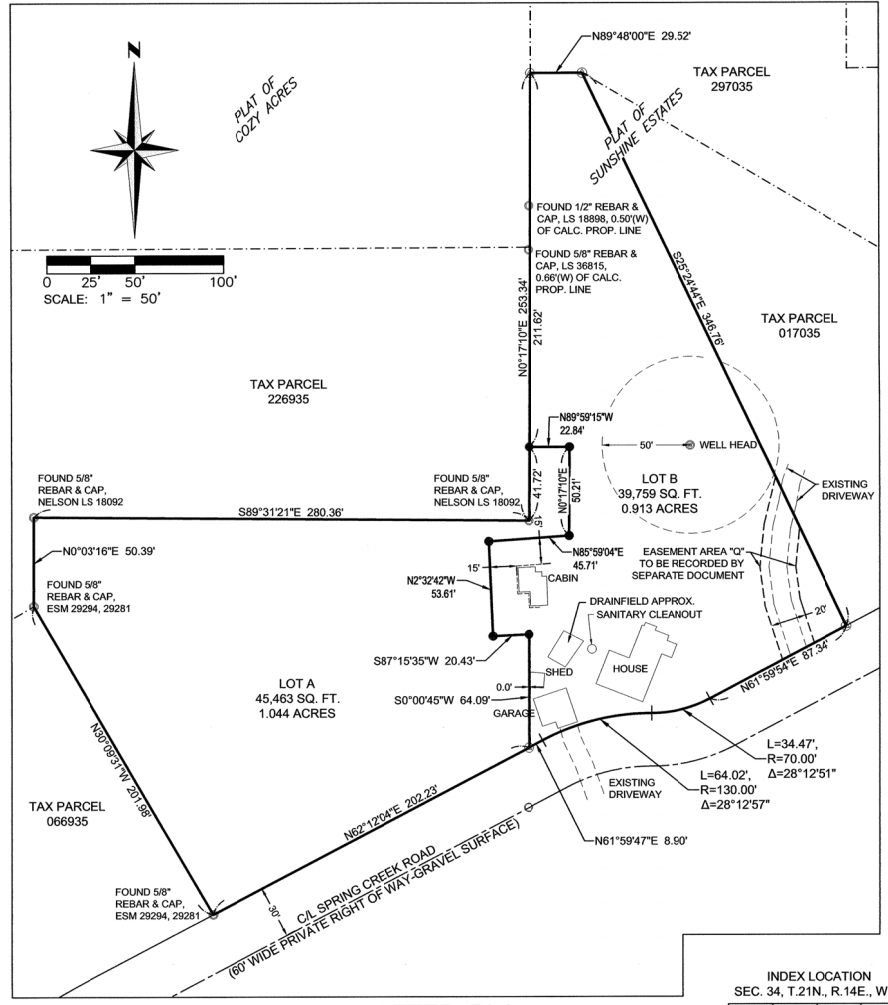 N89°48'00"E 29.52'
N
PLAT OF
COZY ACRES
TAX PARCEL
297035
PLAT OF
SUNSHINE ESTATES
FOUND 1/2" REBAR &
CAP, LS 18898, 0.50'(W)
OF CALC. PROP. LINE
FOUND 5/8" REBAR &
CAP, LS 36815,
0.66'(W) OF CALC.
PROP. LINE
0 25' 50' 100'
SCALE: 1" = 50'
N0°17'10"E 253.34'
211.62'
S25°24'44"E 346.76'
TAX PARCEL
017035
TAX PARCEL
226935
N89°59'15"W
22.84'
50'
WELL HEAD
41.72'
N0°17'10"E
50.21'
LOT B
39,759 SQ. FT.
0.913 ACRES
EXISTING
DRIVEWAY
FOUND 5/8"
REBAR & CAP,
NELSON LS 18092
FOUND 5/8"
REBAR & CAP,
NELSON LS 18092
S89°31'21"E 280.36'
15'
N0°03'16"E 50.39'
N85°59'04"E
45.71'
EASEMENT AREA "Q"
TO BE RECORDED BY
SEPARATE DOCUMENT
FOUND 5/8"
REBAR & CAP,
ESM 29294, 29281
15'
CABIN
N2°32'42"W
53.61'
DRAINFIELD APPROX.
SANITARY CLEANOUT
20'
S87°15'35"W 20.43'
SHED
HOUSE
LOT A
45,463 SQ. FT.
1.044 ACRES
0.0'
S0°00'45"W 64.09'
GARAGE
N61°59'54"E 87.34'
N30°09'31"W 201.98'
L=34.47',
R=70.00'
Δ=28°12'51"
L=64.02',
R=130.00'
Δ=28°12'57"
EXISTING
DRIVEWAY
TAX PARCEL
066935
N62°12'04"E 202.23'
N61°59'47"E 8.90'
FOUND 5/8"
REBAR & CAP,
ESM 29294, 29281
30'
C/L SPRING CREEK ROAD
(60' WIDE PRIVATE RIGHT OF WAY-GRAVEL SURFACE)
INDEX LOCATION
SEC. 34, T.21N., R.14E., W